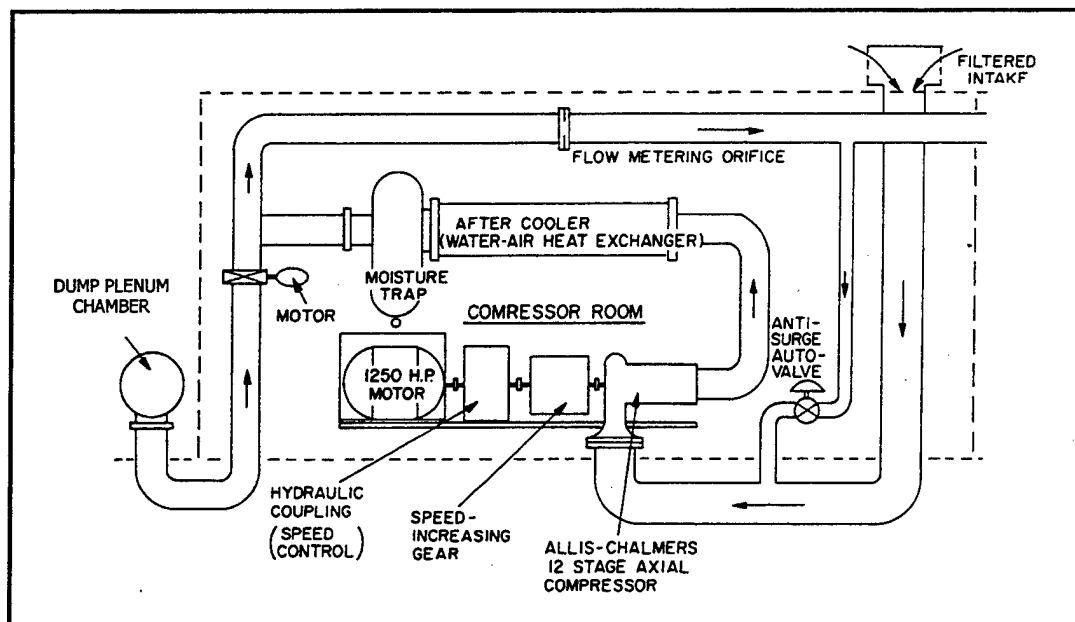 FILTERED
INTAKE
FLOW METERING ORIFICE
AFTER COOLER
(WATER-AIR HEAT EXCHANGER)
DUMP PLENUM
CHAMBER
MOTOR
MOISTURE
TRAP
COMRESSOR ROOM
ANTI-
SURGE
AUTO-
VALVE
1250 H.P.
MOTOR
HYDRAULIC
COUPLING
(SPEED
CONTROL)
SPEED-
INCREASING
GEAR
ALLIS-CHALMERS
12 STAGE AXIAL
COMPRESSOR